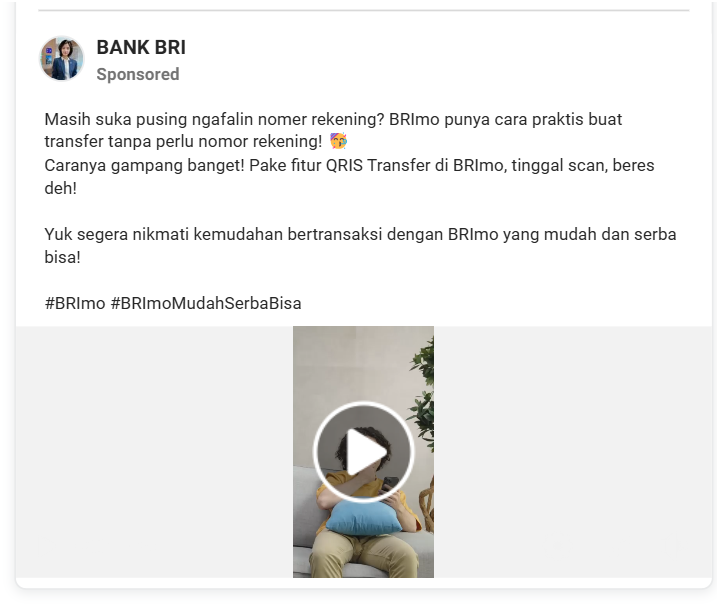 BANK BRI
Sponsored
Masih suka pusing ngafalin nomer rekening? BRImo punya cara praktis buat
transfer tanpa perlu nomor rekening! 🥳
Caranya gampang banget! Pake fitur QRIS Transfer di BRImo, tinggal scan, beres
deh!
Yuk segera nikmati kemudahan bertransaksi dengan BRImo yang mudah dan serba
bisa!
#BRImo #BRImoMudahSerbaBisa